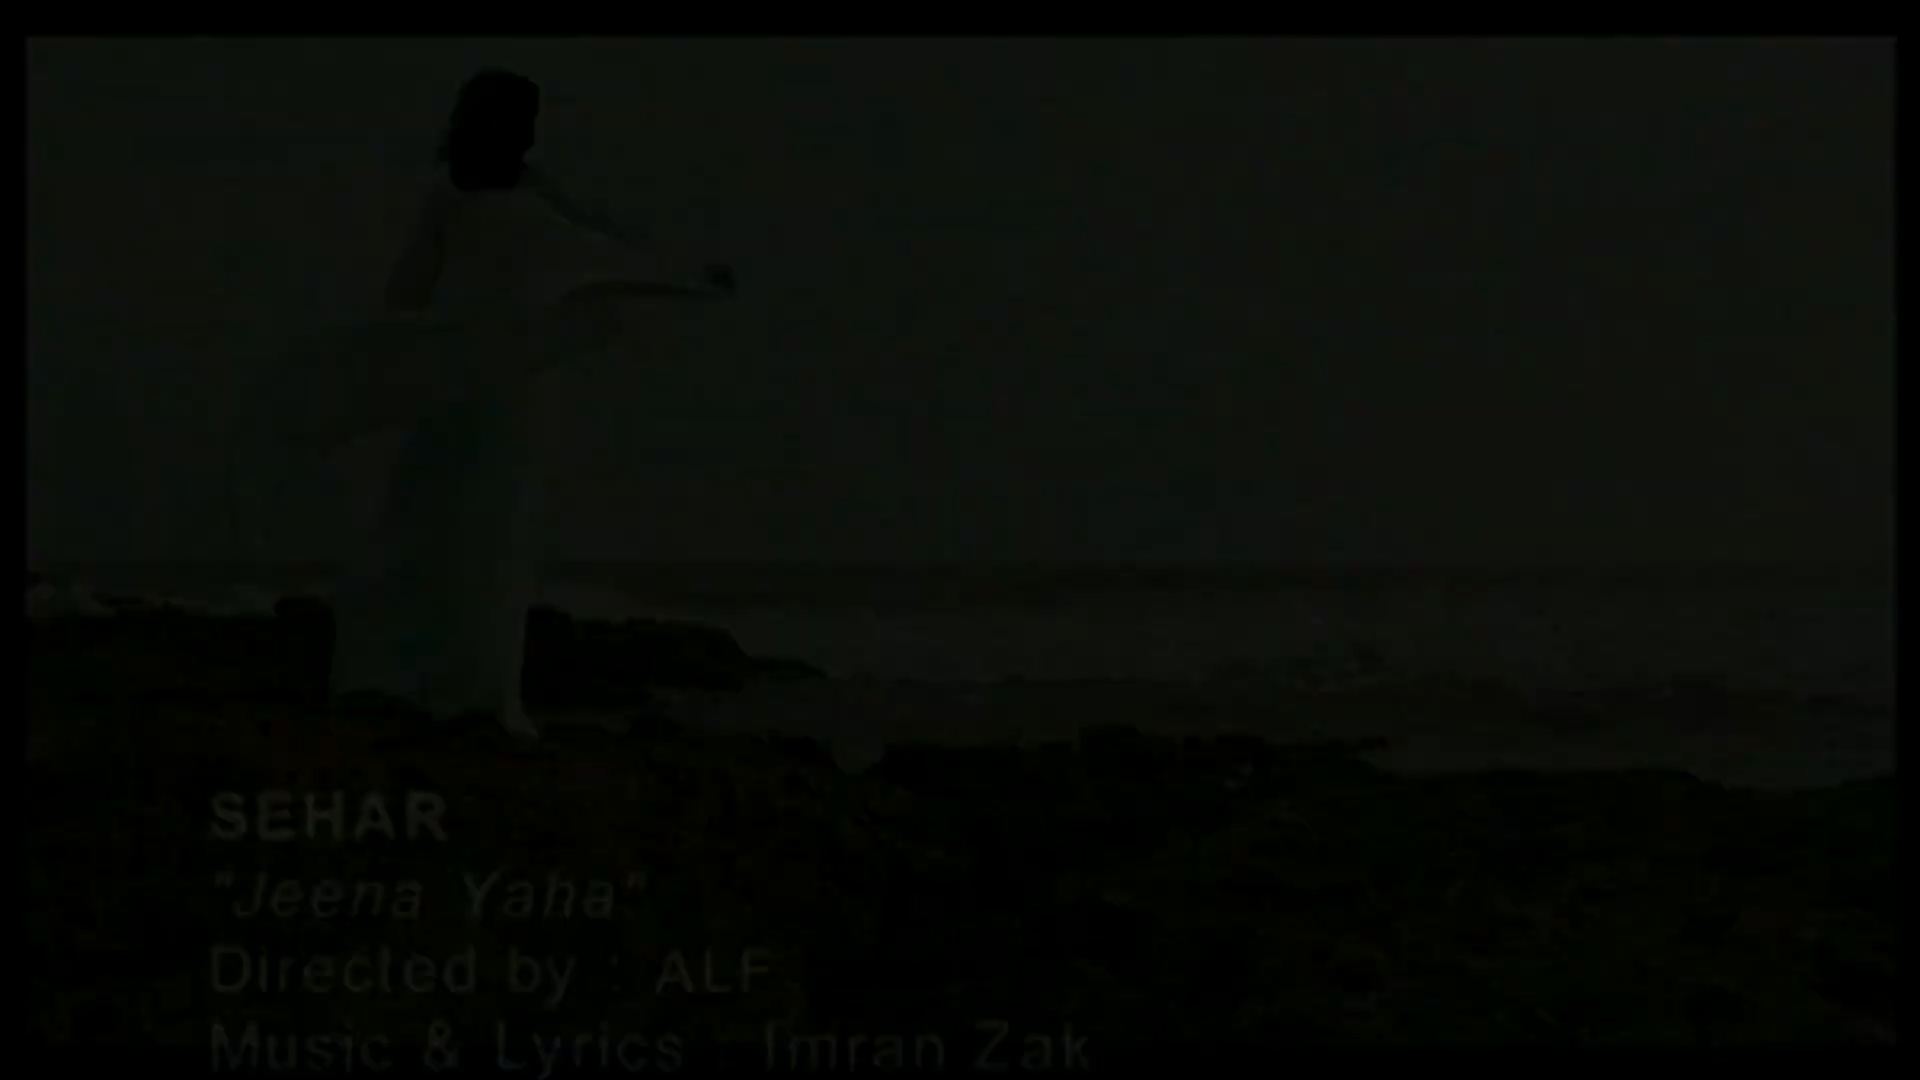 SEHAR
"Jeena Yaha"
Directed by : ALF
Music & Lyrics : Imran Zak